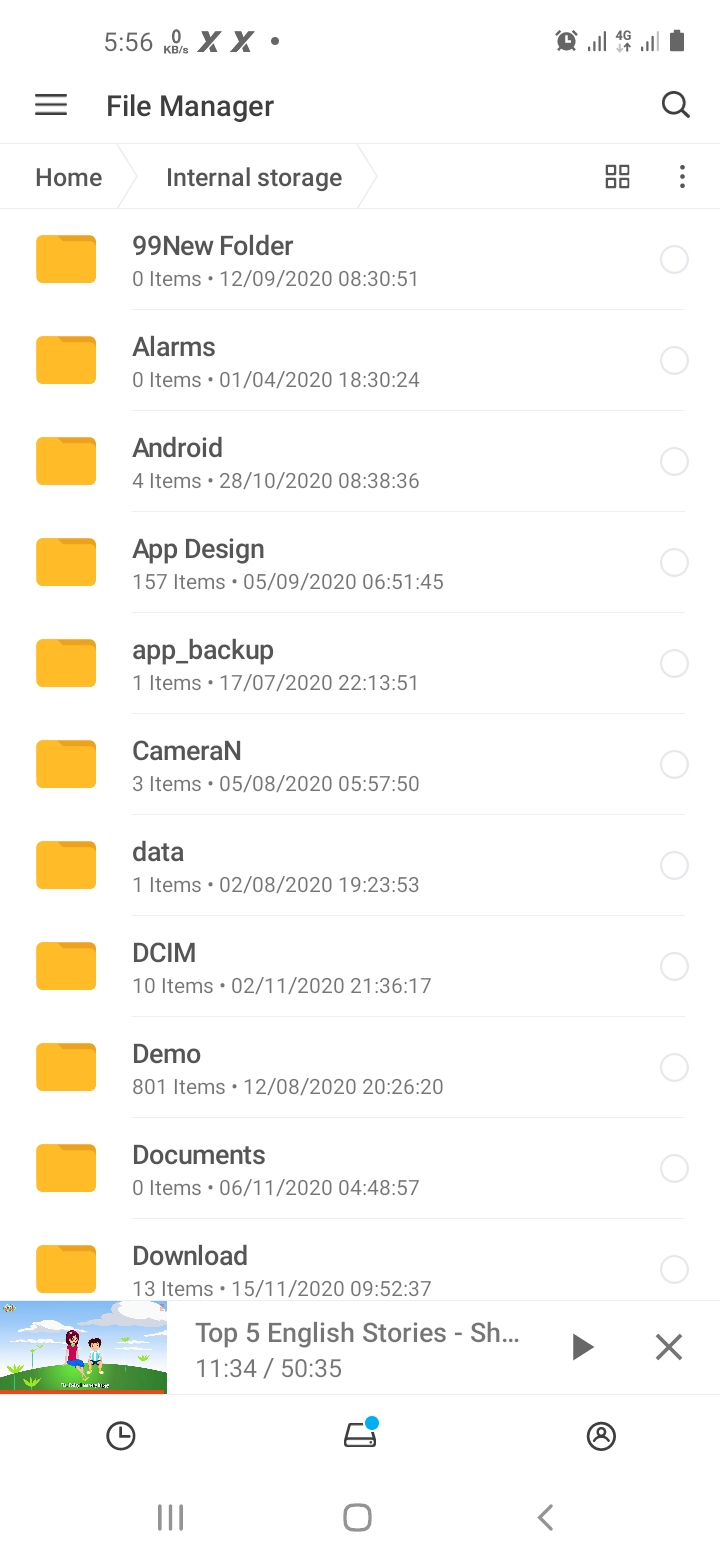 5:56 0 KB/s X X • 4G
File Manager
Home Internal storage
99New Folder
0 Items • 12/09/2020 08:30:51
Alarms
0 Items • 01/04/2020 18:30:24
Android
4 Items • 28/10/2020 08:38:36
App Design
157 Items • 05/09/2020 06:51:45
app_backup
1 Items • 17/07/2020 22:13:51
CameraN
3 Items • 05/08/2020 05:57:50
data
1 Items • 02/08/2020 19:23:53
DCIM
10 Items • 02/11/2020 21:36:17
Demo
801 Items • 12/08/2020 20:26:20
Documents
0 Items • 06/11/2020 04:48:57
Download
13 Items • 15/11/2020 09:52:37
Top 5 English Stories - Sh...
11:34 / 50:35